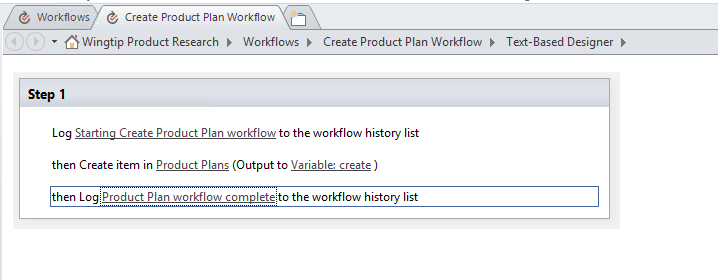 Workflows Create Product Plan Workflow
Wingtip Product Research Workflows Create Product Plan Workflow Text-Based Designer
Step 1
Log Starting Create Product Plan workflow to the workflow history list
then Create item in Product Plans (Output to Variable: create )
then Log Product Plan workflow complete to the workflow history list